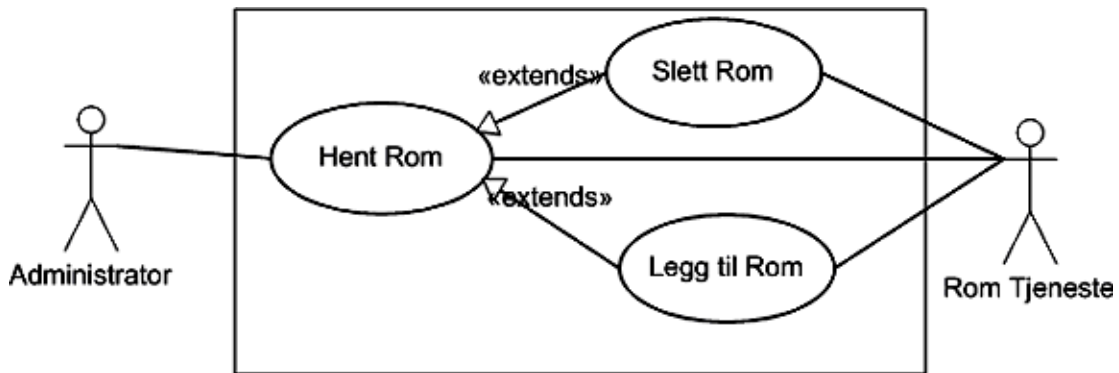 Slett Rom
«extends»
Hent Rom
«extends»
Legg til Rom
Administrator
Rom Tjeneste